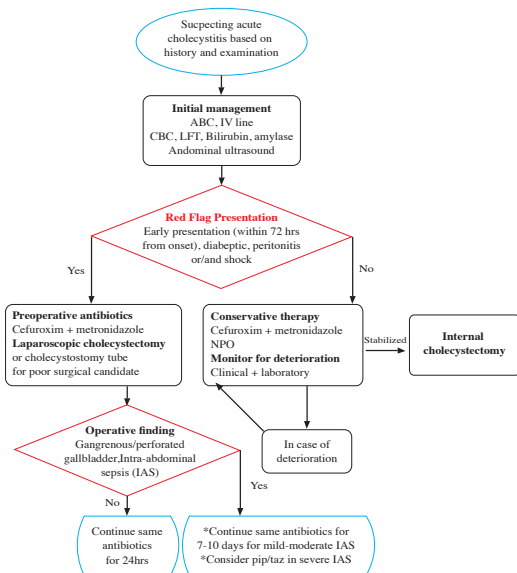 Sucpecting acute
cholecystitis based on
history and examination
Initial management
ABC, IV line
CBC, LFT, Bilirubin, amylase
Andominal ultrasound
Red Flag Presentation
Early presentation (within 72 hrs
from onset), diabeptic, peritonitis
or/and shock
Yes
No
Preoperative antibiotics
Cefuroxim + metronidazole
Laparoscopic cholecystectomy
or cholecystostomy tube
for poor surgical candidate
Conservative therapy
Cefuroxim + metronidazole
NPO
Monitor for deterioration
Clinical + laboratory
Stabilized
Internal
cholecystectomy
Operative finding
Gangrenous/perforated
gallbladder,Intra-abdominal
sepsis (IAS)
In case of
deterioration
No
Yes
Continue same
antibiotics
for 24hrs
*Continue same antibiotics for
7-10 days for mild-moderate IAS
*Consider pip/taz in severe IAS